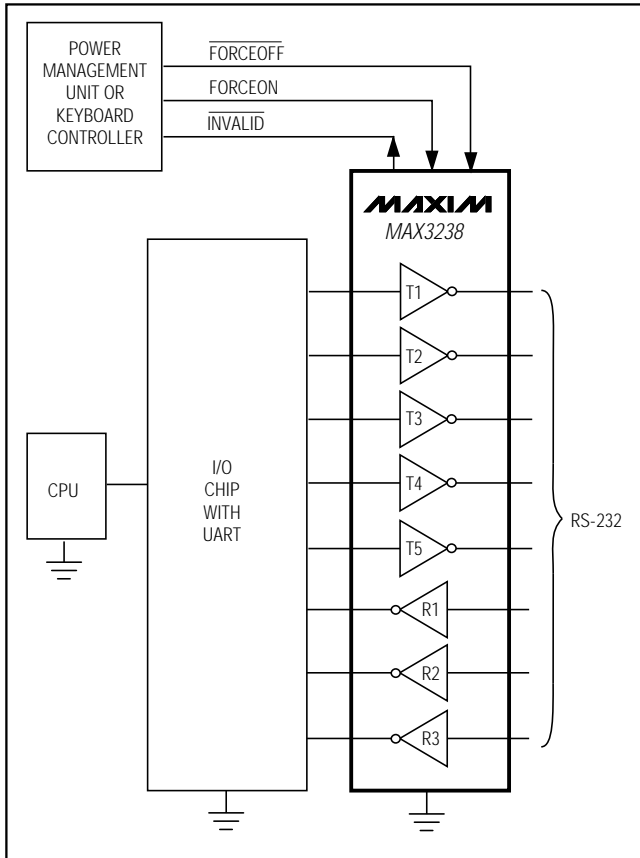 POWER
MANAGEMENT
UNIT OR
KEYBOARD
CONTROLLER
FORCEOFF
FORCEON
INVALID
MAXIM
MAX3238
T1
T2
T3
T4
T5
R1
R2
R3
CPU
I/O
CHIP
WITH
UART
RS-232